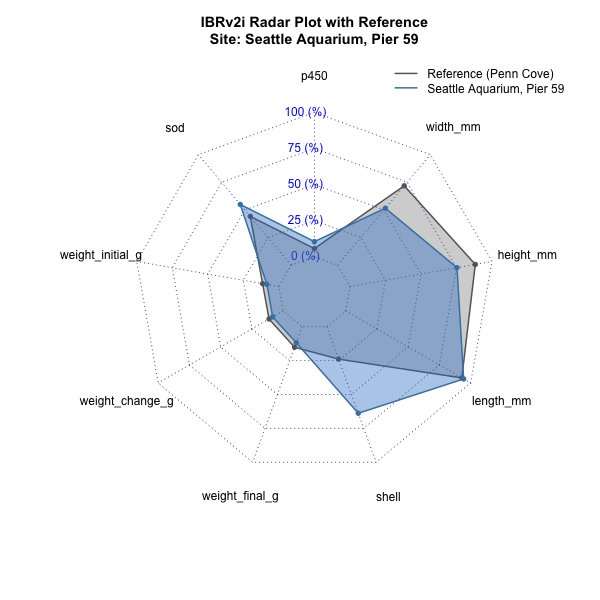 IBRv2i Radar Plot with Reference
Site: Seattle Aquarium, Pier 59
p450
Reference (Penn Cove)
Seattle Aquarium, Pier 59
100 (%)
sod
width_mm
75 (%)
50 (%)
25 (%)
weight_initial_g
0 (%)
height_mm
weight_change_g
length_mm
weight_final_g
shell